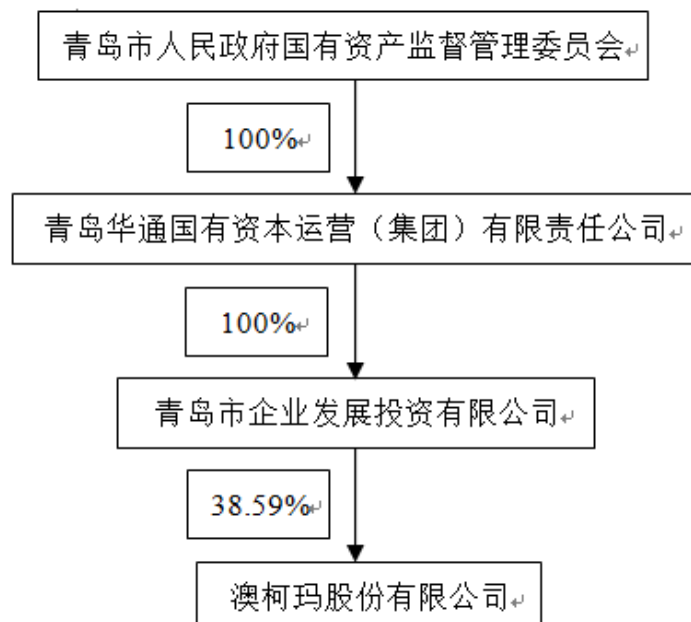 青岛市人民政府国有资产监督管理委员会
100%
青岛华通国有资本运营（集团）有限责任公司
100%
青岛市企业发展投资有限公司
38.59%
澳柯玛股份有限公司